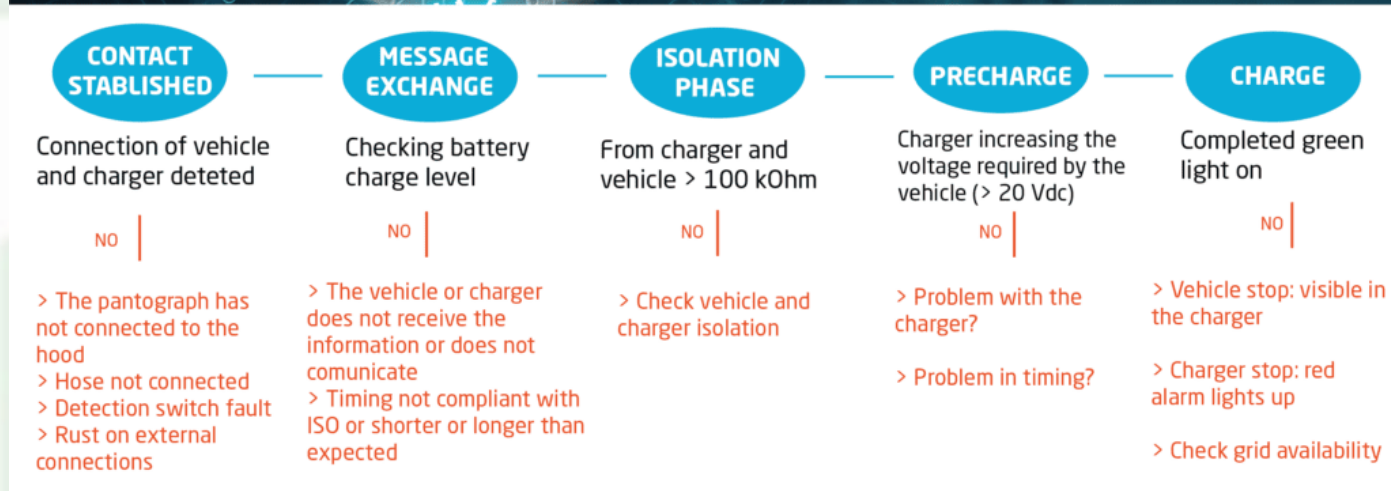 CONTACT
STABLISHED
Connection of vehicle
and charger deteted
NO
> The pantograph has
not connected to the
hood
> Hose not connected
> Detection switch fault
> Rust on external
connections
MESSAGE
EXCHANGE
Checking battery
charge level
NO
> The vehicle or charger
does not receive the
information or does not
comunicate
> Timing not compliant with
ISO or shorter or longer than
expected
ISOLATION
PHASE
From charger and
vehicle > 100 kOhm
NO
> Check vehicle and
charger isolation
PRECHARGE
Charger increasing the
voltage required by the
vehicle (> 20 Vdc)
NO
> Problem with the
charger?
> Problem in timing?
CHARGE
Completed green
light on
NO
> Vehicle stop: visible in
the charger
> Charger stop: red
alarm lights up
> Check grid availability